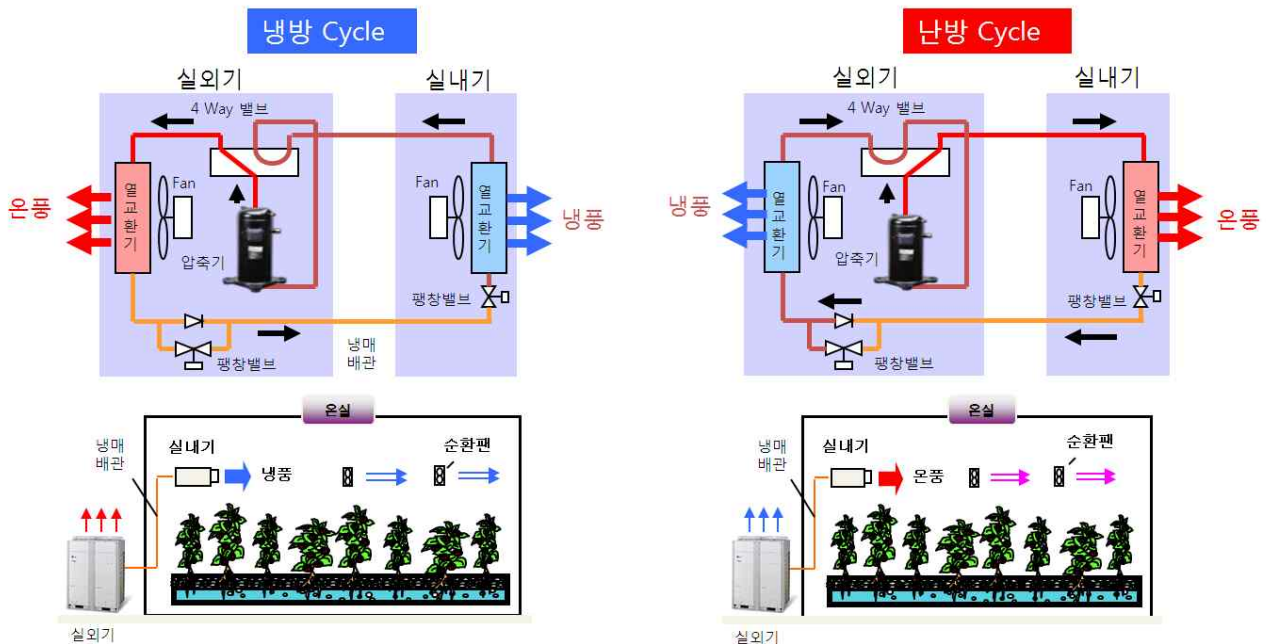 냉방 Cycle
실외기
실내기
4 Way 밸브
온풍
열교환기
Fan
압축기
Fan
열교환기
냉풍
팽창밸브
팽창밸브
냉매
배관
온실
냉매
배관
실내기
냉풍
순환팬
실외기
난방 Cycle
실외기
실내기
4 Way 밸브
냉풍
열교환기
Fan
압축기
Fan
열교환기
온풍
팽창밸브
팽창밸브
온실
냉매
배관
실내기
온풍
순환팬
실외기